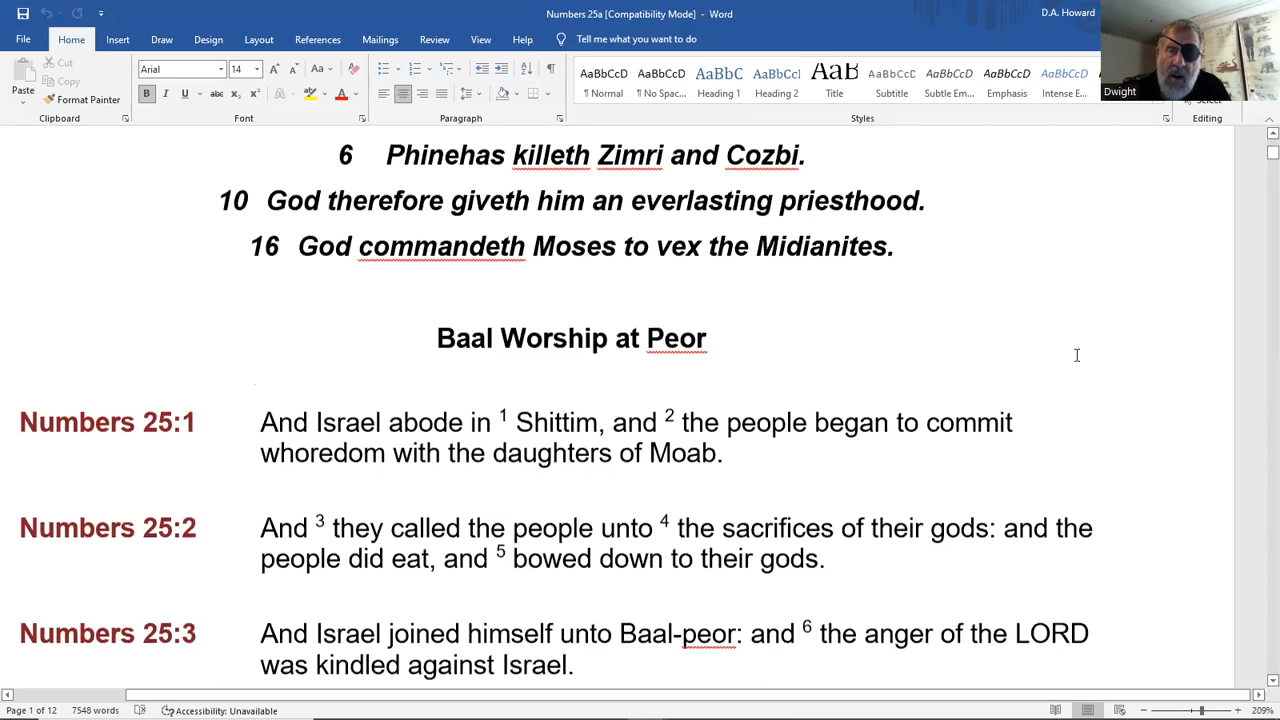 Numbers 25a [Compatibility Mode] - Word
D.A. Howard
File Home Insert Draw Design Layout References Mailings Review View Help Tell me what you want to do
Cut
Copy
Paste
Format Painter
Clipboard
Arial 14
Font
Paragraph
AaBbCcD AaBbCcD AaBbC AaBbCcI AaB AaBbCcD AaBbCcD AaBbCcD AaBbCcD
¶ Normal ¶ No Spac... Heading 1 Heading 2 Title Subtitle Subtle Em... Emphasis Intense E...
Styles
Editing
Dwight
6 Phinehas killeth Zimri and Cozbi.
10 God therefore giveth him an everlasting priesthood.
16 God commandeth Moses to vex the Midianites.
Baal Worship at Peor
Numbers 25:1 And Israel abode in 1 Shittim, and 2 the people began to commit
whoredom with the daughters of Moab.
Numbers 25:2 And 3 they called the people unto 4 the sacrifices of their gods: and the
people did eat, and 5 bowed down to their gods.
Numbers 25:3 And Israel joined himself unto Baal-peor: and 6 the anger of the LORD
was kindled against Israel.
Page 1 of 12 7548 words Accessibility: Unavailable 209%